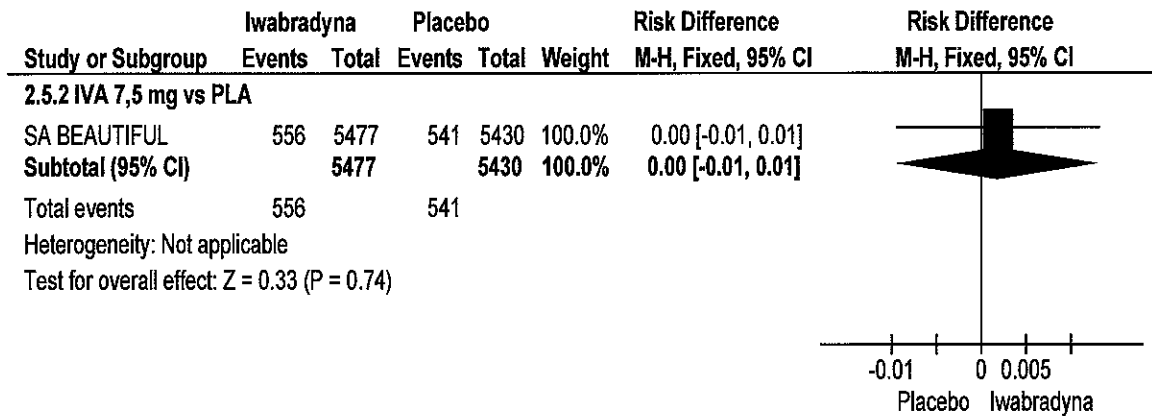 Iwabradyna Placebo Risk Difference Risk Difference
Study or Subgroup Events Total Events Total Weight M-H, Fixed, 95% CI M-H, Fixed, 95% CI
2.5.2 IVA 7,5 mg vs PLA
SA BEAUTIFUL 556 5477 541 5430 100.0% 0.00 [-0.01, 0.01]
Subtotal (95% CI) 5477 5430 100.0% 0.00 [-0.01, 0.01]
Total events 556 541
Heterogeneity: Not applicable
Test for overall effect: Z = 0.33 (P = 0.74)
-0.01 0 0.005
Placebo Iwabradyna